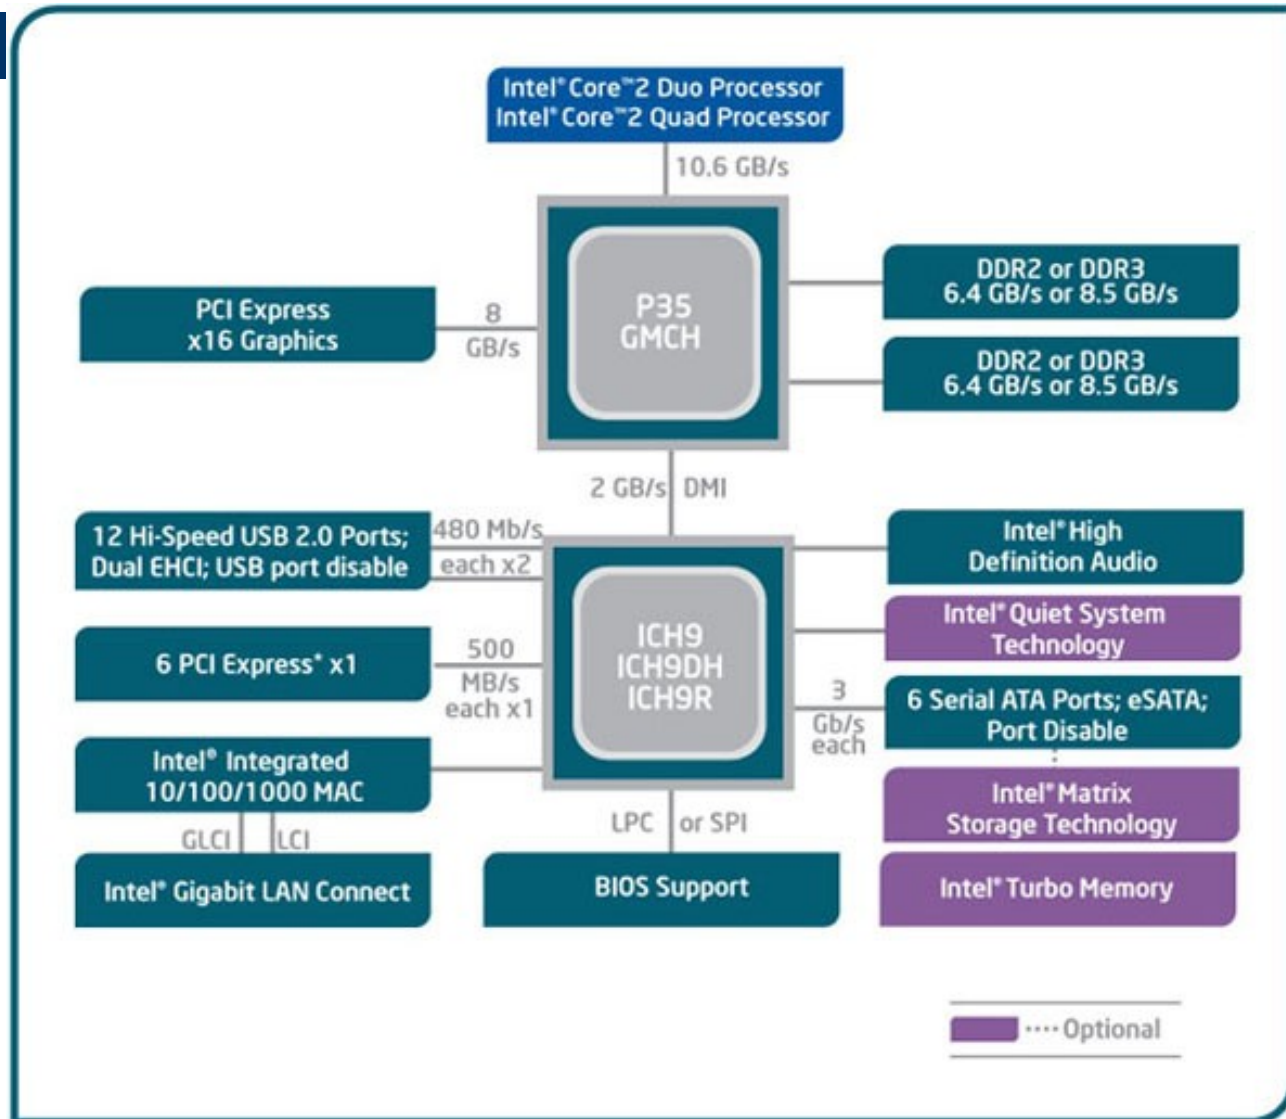 Intel® Core™2 Duo Processor
Intel® Core™2 Quad Processor
10.6 GB/s
P35
GMCH
PCI Express
x16 Graphics
8
GB/s
DDR2 or DDR3
6.4 GB/s or 8.5 GB/s
DDR2 or DDR3
6.4 GB/s or 8.5 GB/s
2 GB/s DMI
12 Hi-Speed USB 2.0 Ports;
Dual EHCI; USB port disable
480 Mb/s
each x2
Intel® High
Definition Audio
ICH9
ICH9DH
ICH9R
Intel® Quiet System
Technology
6 PCI Express* x1
500
MB/s
each x1
3
Gb/s
each
6 Serial ATA Ports; eSATA;
Port Disable
Intel® Integrated
10/100/1000 MAC
Intel® Matrix
Storage Technology
GLCI LCI
LPC or SPI
Intel® Gigabit LAN Connect
BIOS Support
Intel® Turbo Memory
Optional